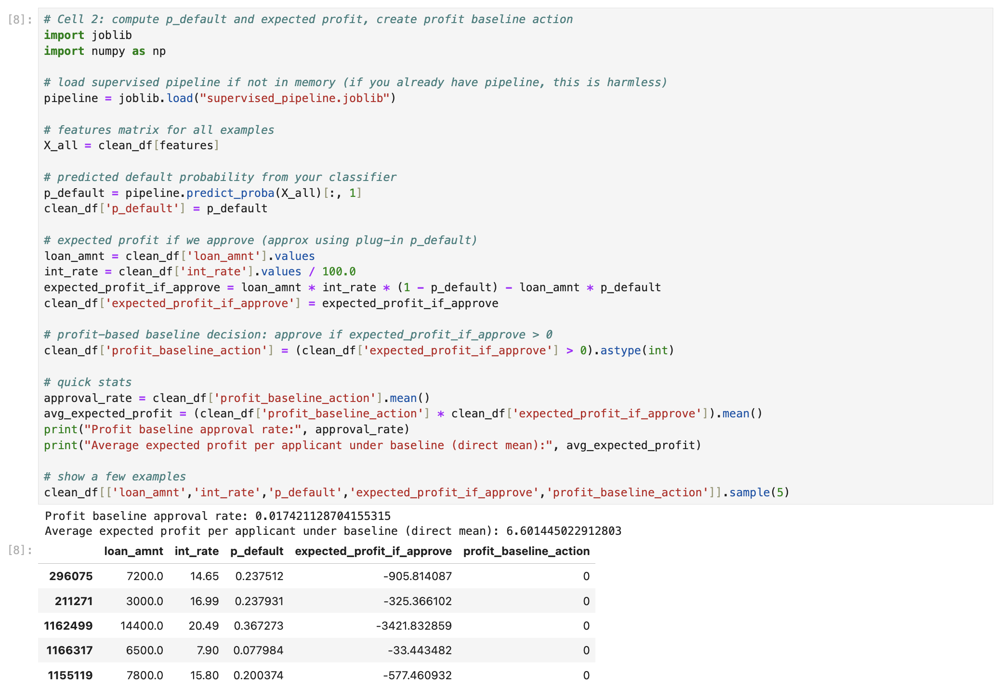 [8]:
# Cell 2: compute p_default and expected profit, create profit baseline action
import joblib
import numpy as np
# load supervised pipeline if not in memory (if you already have pipeline, this is harmless)
pipeline = joblib.load("supervised_pipeline.joblib")
# features matrix for all examples
X_all = clean_df[features]
# predicted default probability from your classifier
p_default = pipeline.predict_proba(X_all)[:, 1]
clean_df['p_default'] = p_default
# expected profit if we approve (approx using plug-in p_default)
loan_amnt = clean_df['loan_amnt'].values
int_rate = clean_df['int_rate'].values / 100.0
expected_profit_if_approve = loan_amnt * int_rate * (1 - p_default) - loan_amnt * p_default
clean_df['expected_profit_if_approve'] = expected_profit_if_approve
# profit-based baseline decision: approve if expected_profit_if_approve > 0
clean_df['profit_baseline_action'] = (clean_df['expected_profit_if_approve'] > 0).astype(int)
# quick stats
approval_rate = clean_df['profit_baseline_action'].mean()
avg_expected_profit = (clean_df['profit_baseline_action'] * clean_df['expected_profit_if_approve']).mean()
print("Profit baseline approval rate:", approval_rate)
print("Average expected profit per applicant under baseline (direct mean):", avg_expected_profit)
# show a few examples
clean_df[['loan_amnt','int_rate','p_default','expected_profit_if_approve','profit_baseline_action']].sample(5)
Profit baseline approval rate: 0.017421128704155315
Average expected profit per applicant under baseline (direct mean): 6.601445022912803
[8]:
loan_amnt int_rate p_default expected_profit_if_approve profit_baseline_action
296075 7200.0 14.65 0.237512 -905.814087 0
211271 3000.0 16.99 0.237931 -325.366102 0
1162499 14400.0 20.49 0.367273 -3421.832859 0
1166317 6500.0 7.90 0.077984 -33.443482 0
1155119 7800.0 15.80 0.200374 -577.460932 0